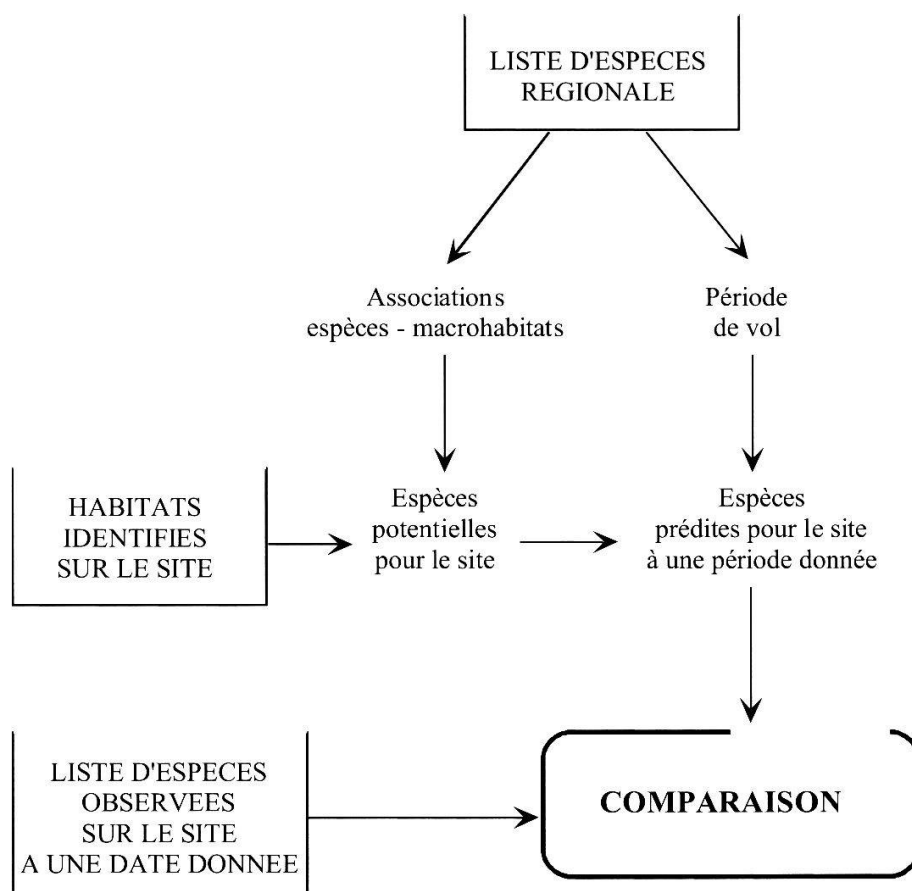 LISTE D'ESPECES
REGIONALE
Associations
espèces - macrohabitats
Période
de vol
HABITATS
IDENTIFIES
SUR LE SITE
Espèces
potentielles
pour le site
Espèces
prédites pour le site
à une période donnée
LISTE D'ESPECES
OBSERVEES
SUR LE SITE
A UNE DATE DONNEE
COMPARAISON